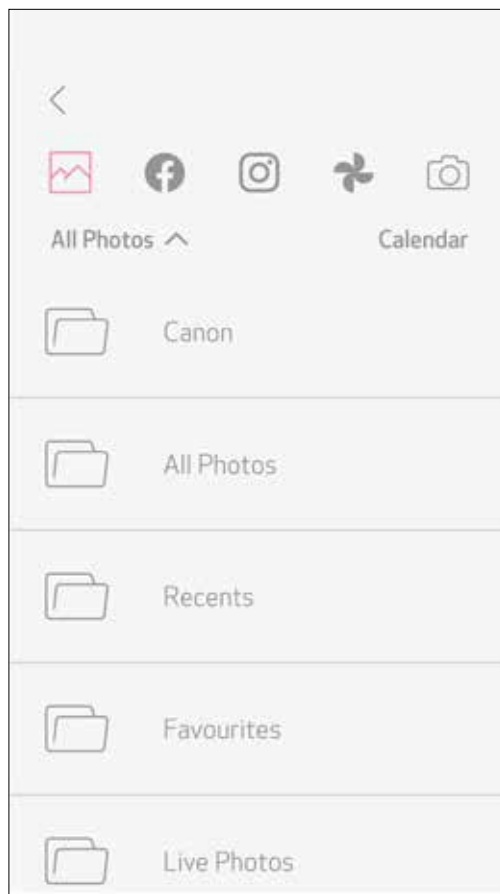 All Photos Calendar
Canon
All Photos
Recents
Favourites
Live Photos